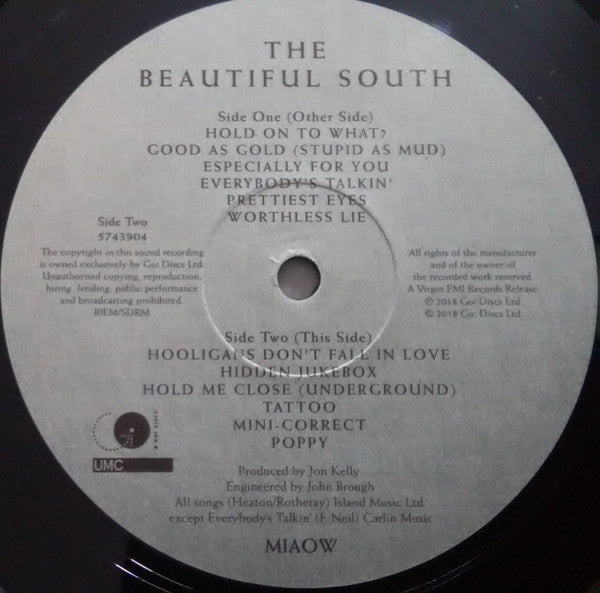 THE
BEAUTIFUL SOUTH
Side One (Other Side)
HOLD ON TO WHAT?
GOOD AS GOLD (STUPID AS MUD)
ESPECIALLY FOR YOU
EVERYBODY'S TALKIN'
PRETTIEST EYES
WORTHLESS LIE
Side Two
5743904
The copyright in this sound recording
is owned exclusively by Go! Discs Ltd.
Unauthorised copying, reproduction,
hiring, lending, public performance
and broadcasting prohibited.
BIEM/SDRM
All rights of the manufacturer
and of the owner of
the recorded work reserved.
A Virgin EMI Records Release.
℗ 2018 Go! Discs Ltd.
© 2018 Go! Discs Ltd.
Side Two (This Side)
HOOLIGANS DON'T FALL IN LOVE
HIDDEN JUKEBOX
HOLD ME CLOSE (UNDERGROUND)
TATTOO
MINI-CORRECT
POPPY
UMC
Produced by Jon Kelly
Engineered by John Brough
All songs (Heaton/Rotheray) Island Music Ltd
except Everybody's Talkin' (F. Neil) Carlin Music
MIAOW